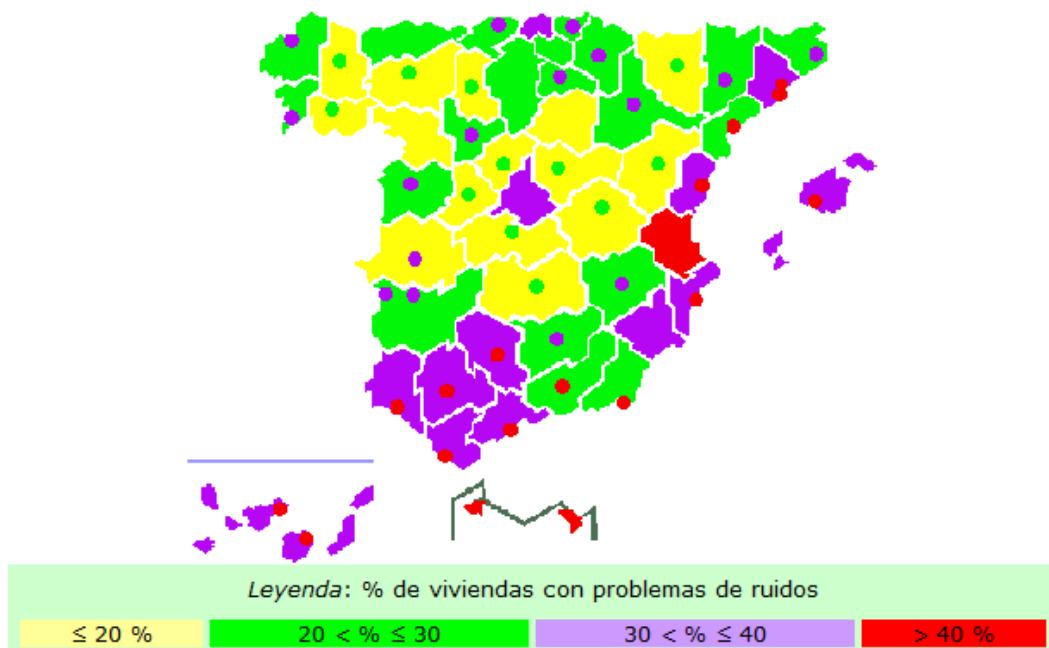 Leyenda: % de viviendas con problemas de ruidos
≤ 20 % 20 < % ≤ 30 30 < % ≤ 40 > 40 %